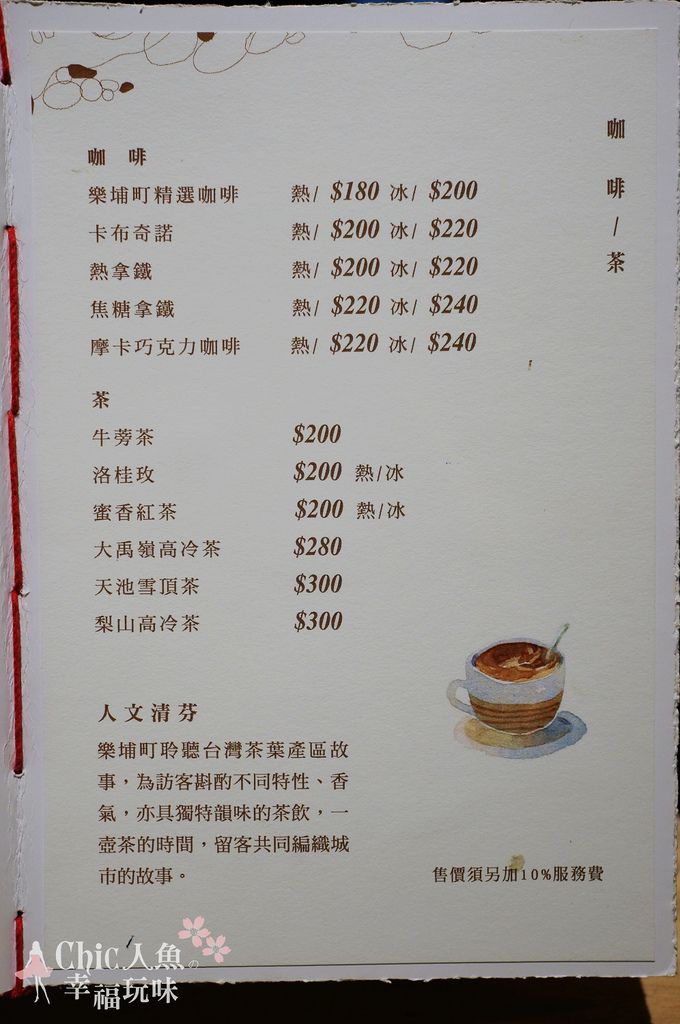 咖啡/茶
咖啡
樂埔町精選咖啡 熱/ $180 冰/ $200
卡布奇諾 熱/ $200 冰/ $220
熱拿鐵 熱/ $200 冰/ $220
焦糖拿鐵 熱/ $220 冰/ $240
摩卡巧克力咖啡 熱/ $220 冰/ $240
茶
牛蒡茶 $200
洛桂玫 $200 熱/冰
蜜香紅茶 $200 熱/冰
大禹嶺高冷茶 $280
天池雪頂茶 $300
梨山高冷茶 $300
人文清芬
樂埔町聆聽台灣茶葉產區故
事，為訪客斟酌不同特性、香
氣，亦具獨特韻味的茶飲，一
壺茶的時間，留客共同編織城
市的故事。
售價須另加10%服務費
Chic人魚の
幸福玩味